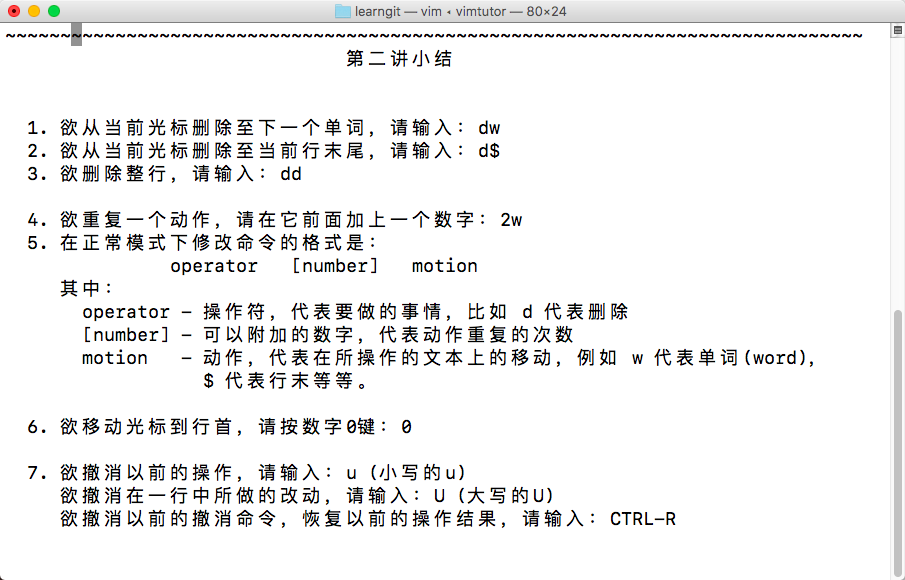 learngit — vim ◂ vimtutor — 80×24
~~~~~~~~~~~~~~~~~~~~~~~~~~~~~~~~~~~~~~~~~~~~~~~~~~~~~~~~~~~~~~~~~~~~~~~~~~~~~~
第二讲小结
1. 欲从当前光标删除至下一个单词，请输入：dw
2. 欲从当前光标删除至当前行末尾，请输入：d$
3. 欲删除整行，请输入：dd
4. 欲重复一个动作，请在它前面加上一个数字：2w
5. 在正常模式下修改命令的格式是：
operator [number] motion
其中：
operator - 操作符，代表要做的事情，比如 d 代表删除
[number] - 可以附加的数字，代表动作重复的次数
motion - 动作，代表在所操作的文本上的移动，例如 w 代表单词(word)，
$ 代表行末等等。
6. 欲移动光标到行首，请按数字0键：0
7. 欲撤消以前的操作，请输入：u (小写的u)
欲撤消在一行中所做的改动，请输入：U (大写的U)
欲撤消以前的撤消命令，恢复以前的操作结果，请输入：CTRL-R